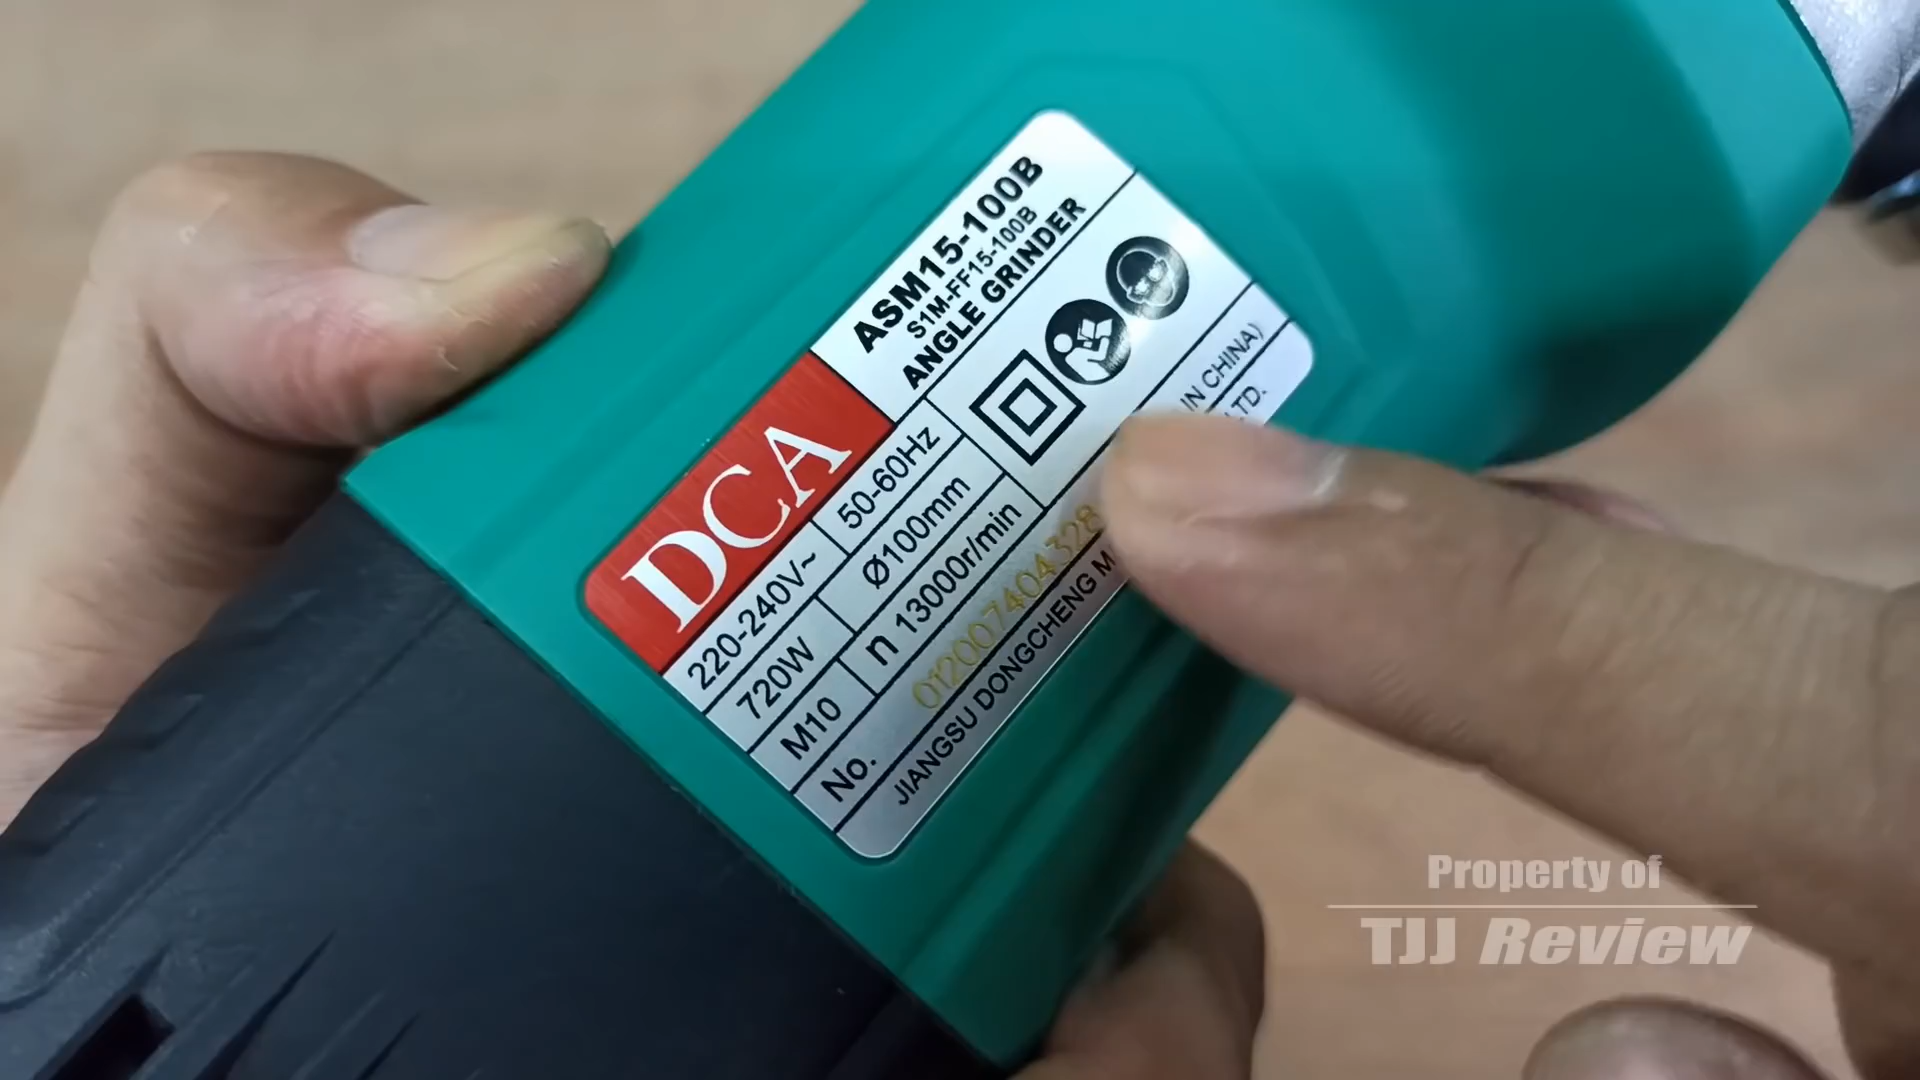 ASM15-100B
S1M-FF15-100B
ANGLE GRINDER
DCA
220-240V~ 50-60Hz
720W Ø100mm
M10 n 13000r/min
No. 012007404328
JIANGSU DONGCHENG
LTD.
IN CHINA)
Property of
TJJ Review